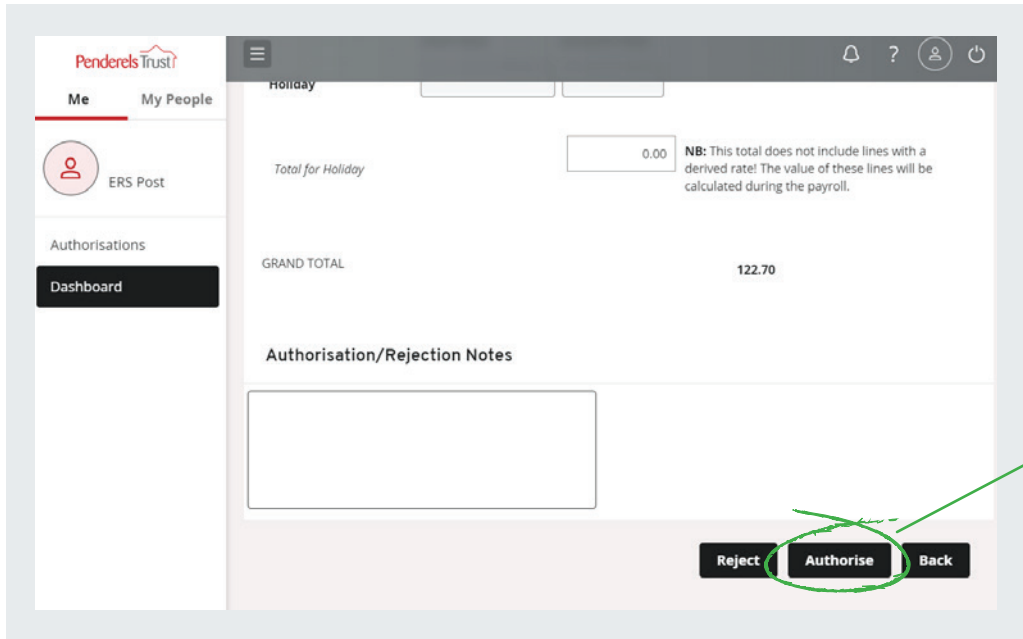 Penderels Trust
?
Me
My People
ERS Post
Authorisations
Dashboard
Holiday
Total for Holiday
0.00
NB: This total does not include lines with a
derived rate! The value of these lines will be
calculated during the payroll.
GRAND TOTAL
122.70
Authorisation/Rejection Notes
Reject
Authorise
Back